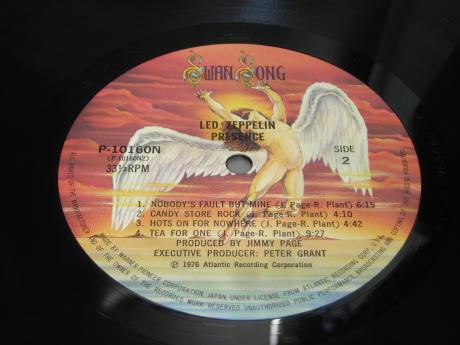 SWAN SONG
LED ZEPPELIN
PRESENCE
P-10160N
(P-10160N2)
33⅓RPM
SIDE
2
1. NOBODY'S FAULT BUT MINE (J. Page-R. Plant) 6:15
2. CANDY STORE ROCK (J. Page-R. Plant) 4:10
3. HOTS ON FOR NOWHERE (J. Page-R. Plant) 4:42
4. TEA FOR ONE (J. Page-R. Plant) 9:27
PRODUCED BY JIMMY PAGE
EXECUTIVE PRODUCER: PETER GRANT
℗ 1976 Atlantic Recording Corporation
MADE BY WARNER-PIONEER CORPORATION, JAPAN, UNDER LICENSE FROM ATLANTIC RECORDING
OF THE MANUFACTURER AND OF THE OWNER OF THE RECORDED WORK RESERVED. UNAUTHORIZED PUBLIC PERFORMANCE, BROADCASTING